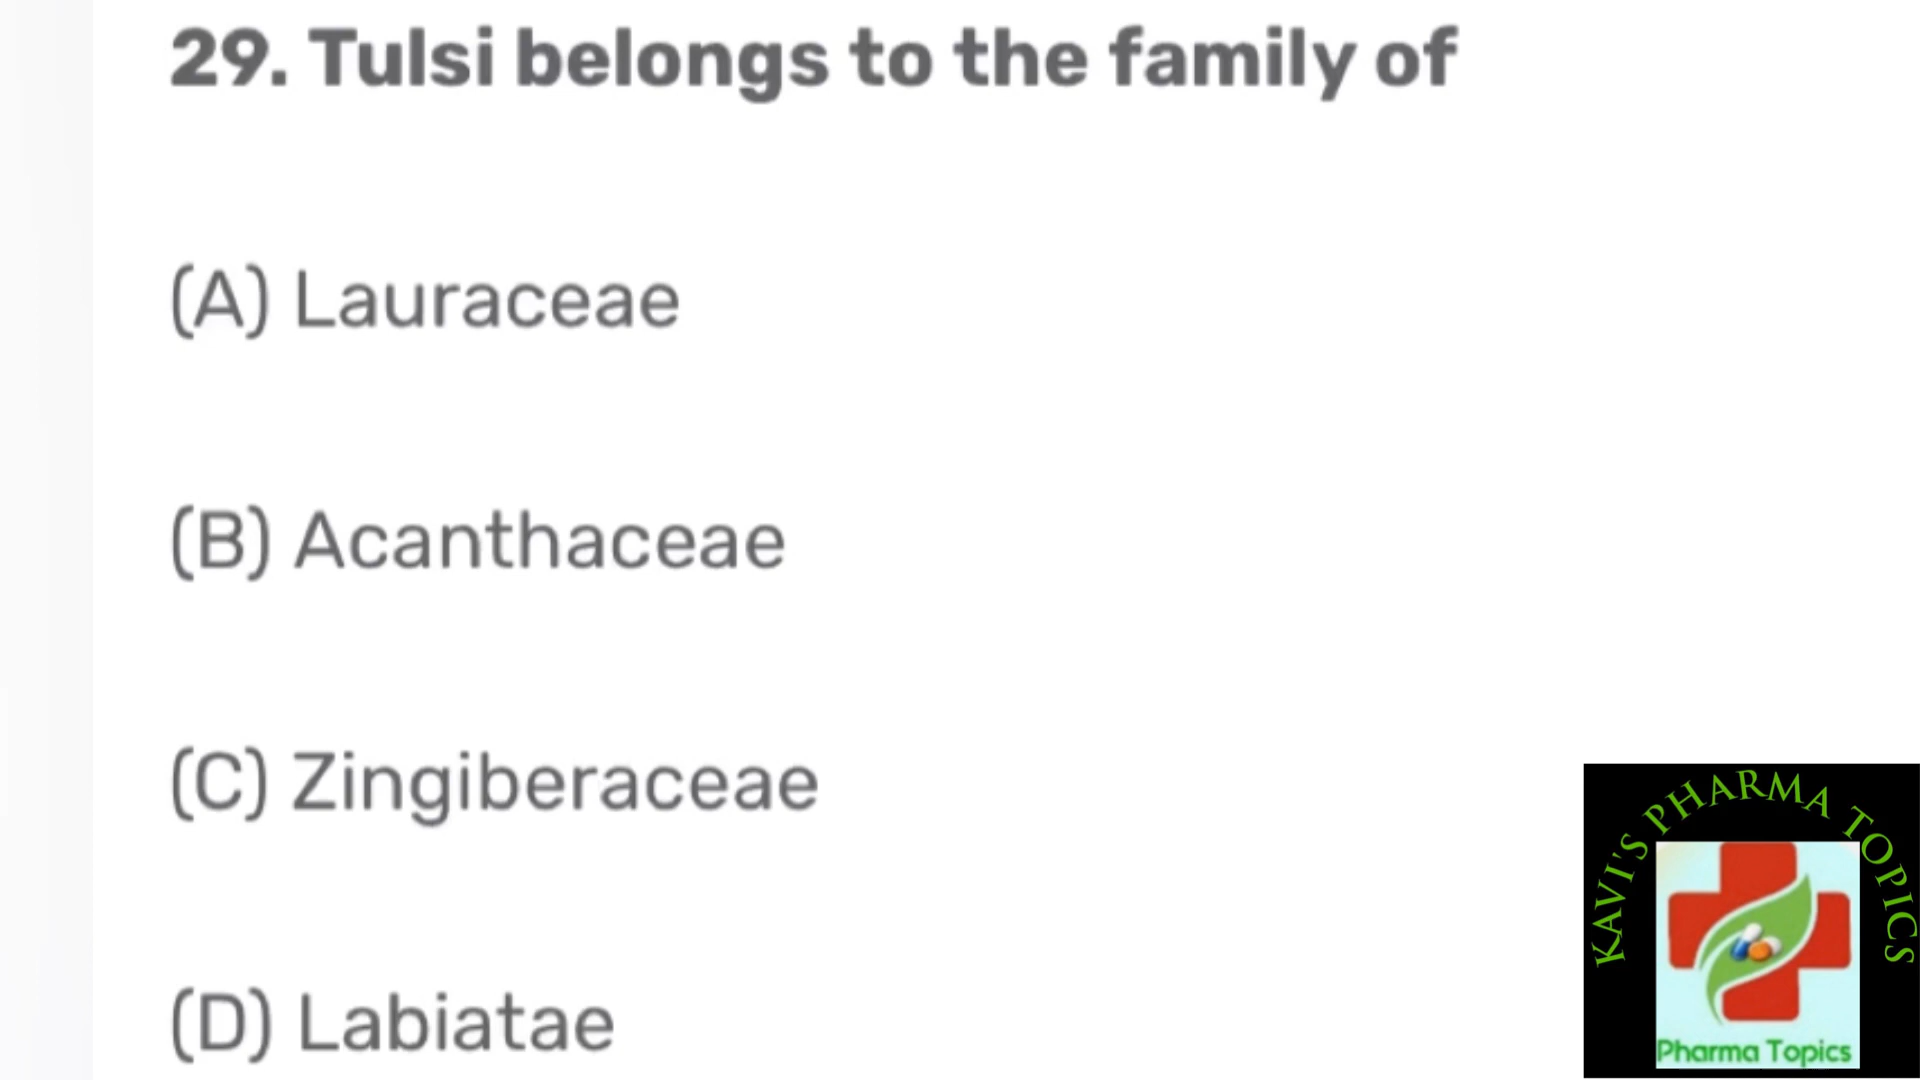 29. Tulsi belongs to the family of
(A) Lauraceae
(B) Acanthaceae
(C) Zingiberaceae
(D) Labiatae
KAVI'S PHARMA TOPICS
Pharma Topics